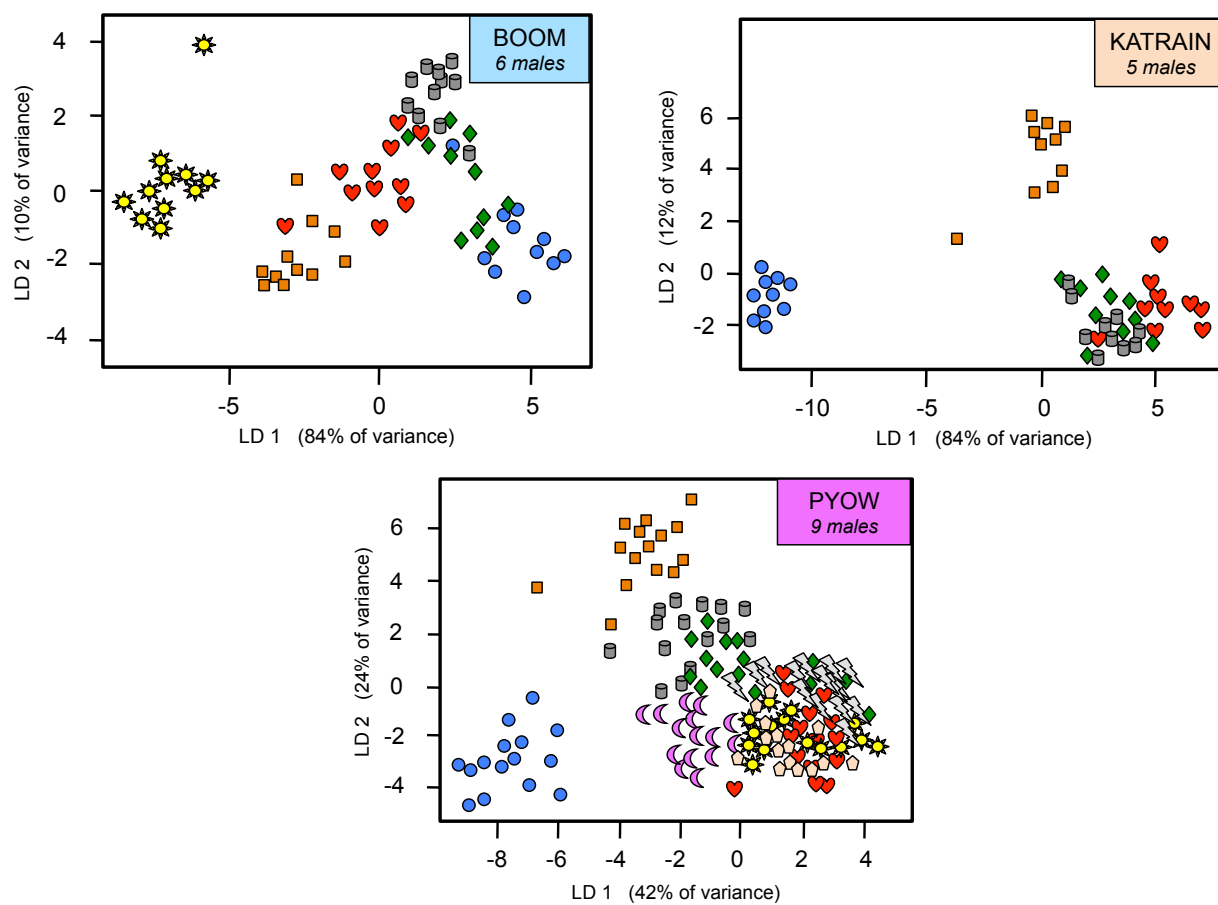 BOOM
6 males
4
2
0
-2
-4
LD 2 (10% of variance)
-5
0
5
LD 1 (84% of variance)
KATRAIN
5 males
6
4
2
0
-2
LD 2 (12% of variance)
-10
-5
0
5
LD 1 (84% of variance)
PYOW
9 males
6
4
2
0
-2
-4
LD 2 (24% of variance)
-8
-6
-4
-2
0
2
4
LD 1 (42% of variance)